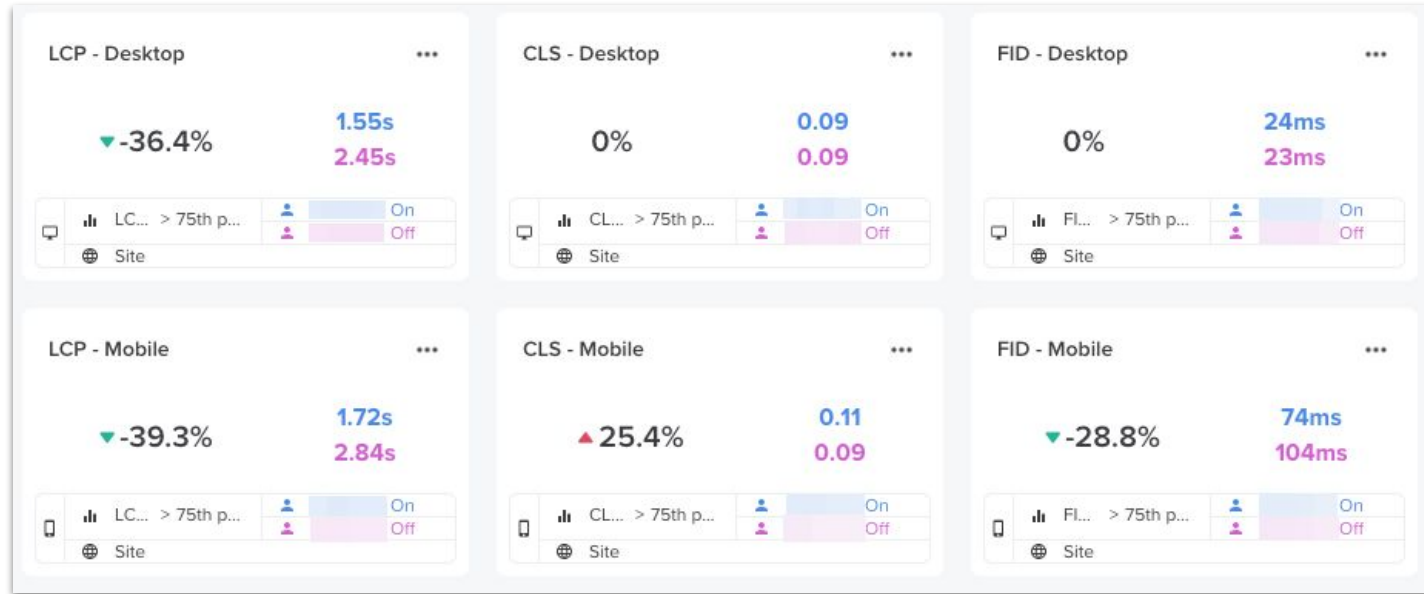 LCP - Desktop
-36.4%
1.55s
2.45s
LC... > 75th p...
On
Off
Site
CLS - Desktop
0%
0.09
0.09
CL... > 75th p...
On
Off
Site
FID - Desktop
0%
24ms
23ms
FI... > 75th p...
On
Off
Site
LCP - Mobile
-39.3%
1.72s
2.84s
LC... > 75th p...
On
Off
Site
CLS - Mobile
25.4%
0.11
0.09
CL... > 75th p...
On
Off
Site
FID - Mobile
-28.8%
74ms
104ms
FI... > 75th p...
On
Off
Site